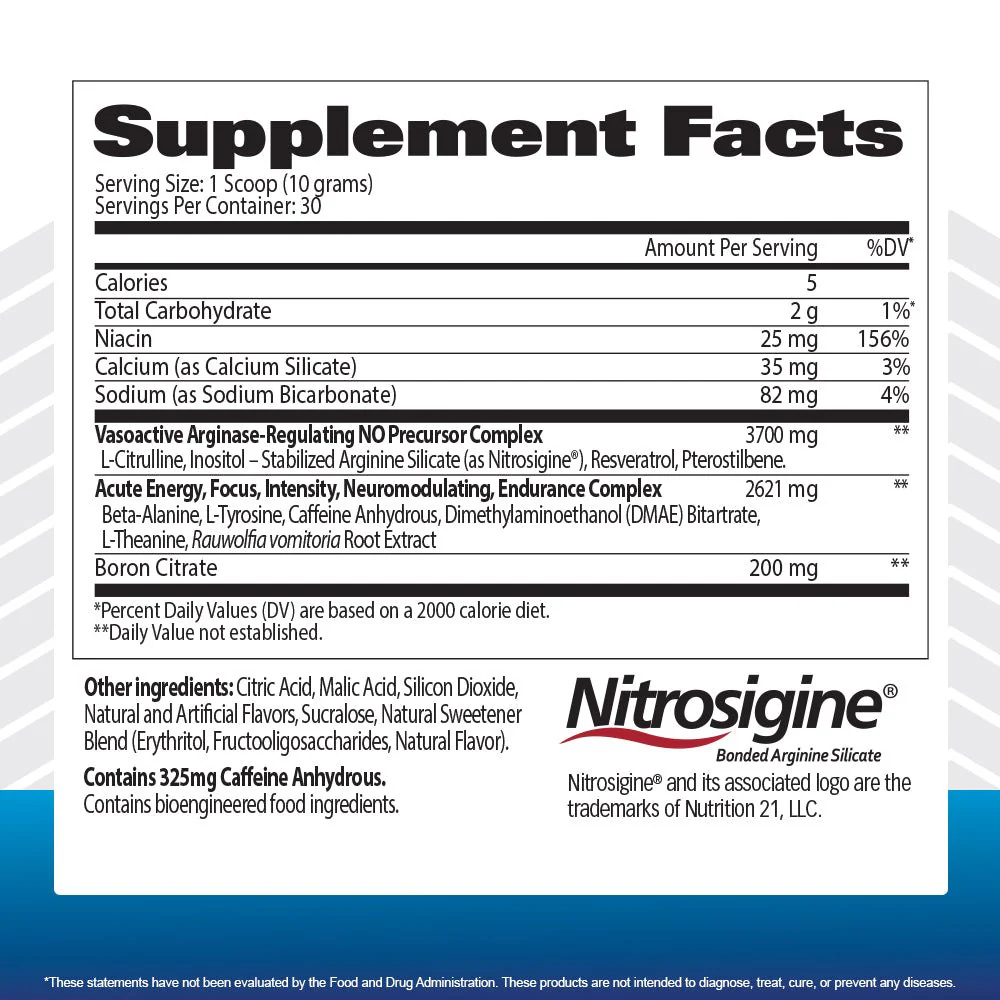 Supplement Facts
Serving Size: 1 Scoop (10 grams)
Servings Per Container: 30
Amount Per Serving %DV*
Calories 5
Total Carbohydrate 2 g 1%*
Niacin 25 mg 156%
Calcium (as Calcium Silicate) 35 mg 3%
Sodium (as Sodium Bicarbonate) 82 mg 4%
Vasoactive Arginase-Regulating NO Precursor Complex 3700 mg **
L-Citrulline, Inositol – Stabilized Arginine Silicate (as Nitrosigine®), Resveratrol, Pterostilbene.
Acute Energy, Focus, Intensity, Neuromodulating, Endurance Complex 2621 mg **
Beta-Alanine, L-Tyrosine, Caffeine Anhydrous, Dimethylaminoethanol (DMAE) Bitartrate,
L-Theanine, Rauwolfia vomitoria Root Extract
Boron Citrate 200 mg **
*Percent Daily Values (DV) are based on a 2000 calorie diet.
**Daily Value not established.
Other ingredients: Citric Acid, Malic Acid, Silicon Dioxide,
Natural and Artificial Flavors, Sucralose, Natural Sweetener
Blend (Erythritol, Fructooligosaccharides, Natural Flavor).
Contains 325mg Caffeine Anhydrous.
Contains bioengineered food ingredients.
Nitrosigine®
Bonded Arginine Silicate
Nitrosigine® and its associated logo are the
trademarks of Nutrition 21, LLC.
*These statements have not been evaluated by the Food and Drug Administration. These products are not intended to diagnose, treat, cure, or prevent any diseases.